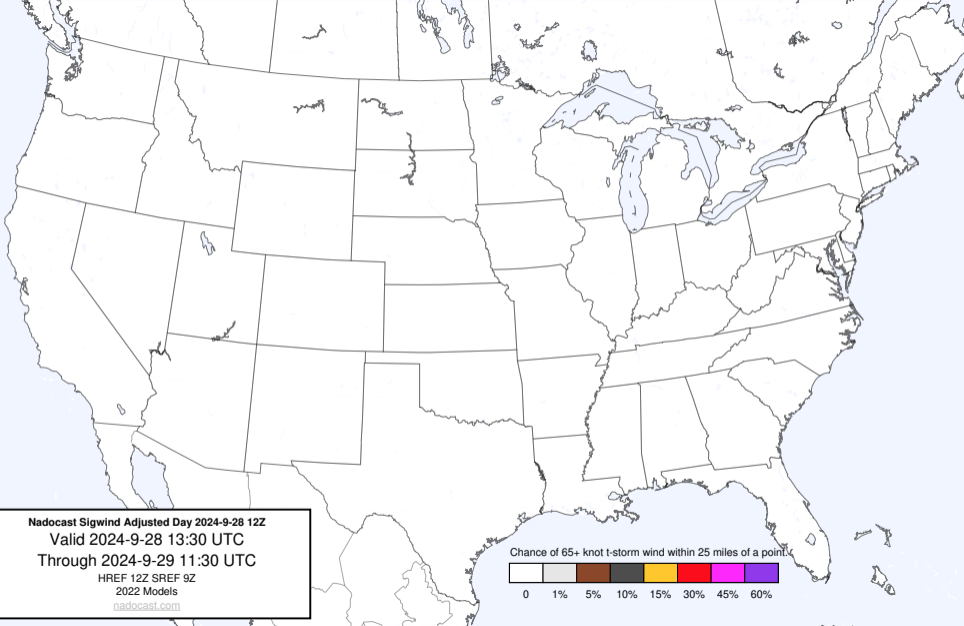 Nadocast Sigwind Adjusted Day 2024-9-28 12Z
Valid 2024-9-28 13:30 UTC
Through 2024-9-29 11:30 UTC
HREF 12Z SREF 9Z
2022 Models
nadocast.com
Chance of 65+ knot t-storm wind within 25 miles of a point.
0 1% 5% 10% 15% 30% 45% 60%